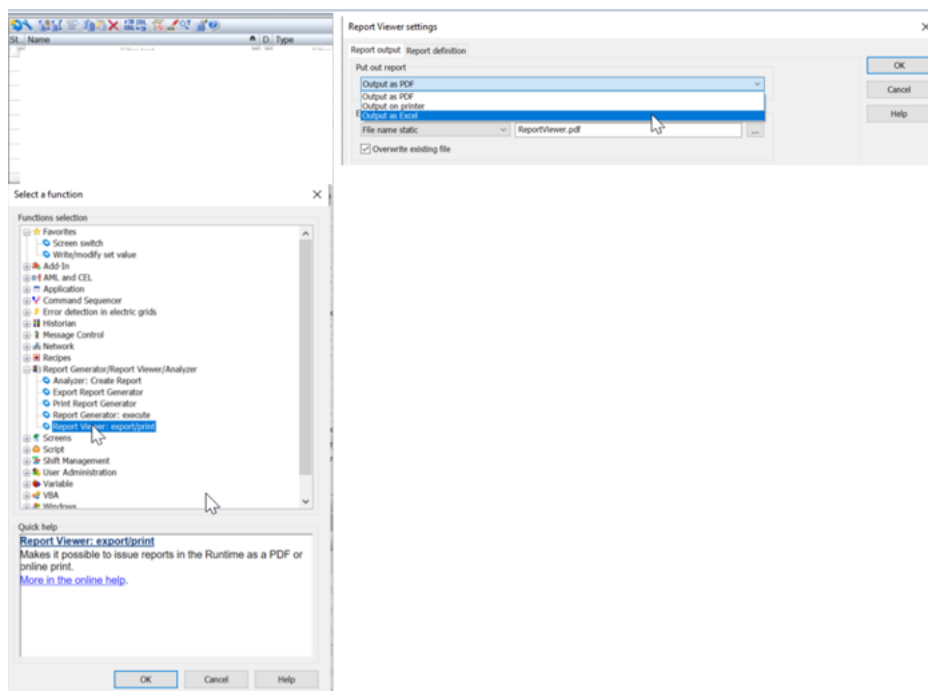 St. Name D. Type
Select a function
Functions selection
Favorites
Screen switch
Write/modify set value
Add-In
AML and CEL
Application
Command Sequencer
Error detection in electric grids
Historian
Message Control
Network
Recipes
Report Generator/Report Viewer/Analyzer
Analyzer: Create Report
Export Report Generator
Print Report Generator
Report Generator: execute
Report Viewer: export/print
Screens
Script
Shift Management
User Administration
Variable
VBA
Windows
Quick help
Report Viewer: export/print
Makes it possible to issue reports in the Runtime as a PDF or
online print.
More in the online help.
OK Cancel Help
Report Viewer settings
Report output Report definition
Put out report
Output as PDF
Output as PDF
Output on printer
Output as Excel
File name static ReportViewer.pdf ...
Overwrite existing file
OK
Cancel
Help